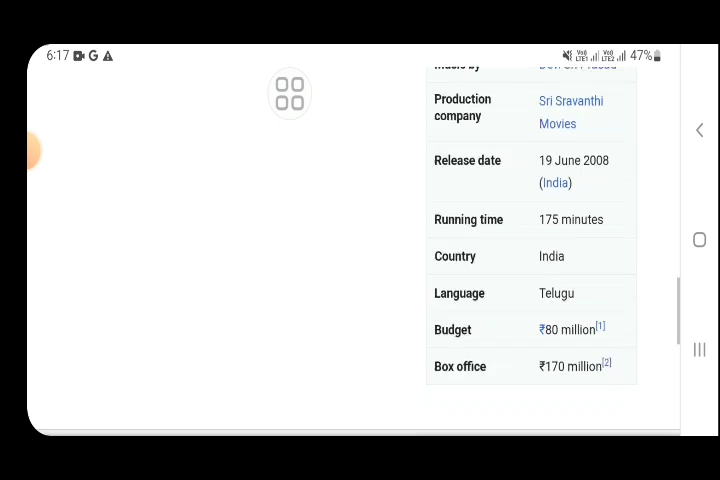 6:17 G 47%
Production company
Sri Sravanthi Movies
Release date
19 June 2008 (India)
Running time
175 minutes
Country
India
Language
Telugu
Budget
₹80 million[1]
Box office
₹170 million[2]